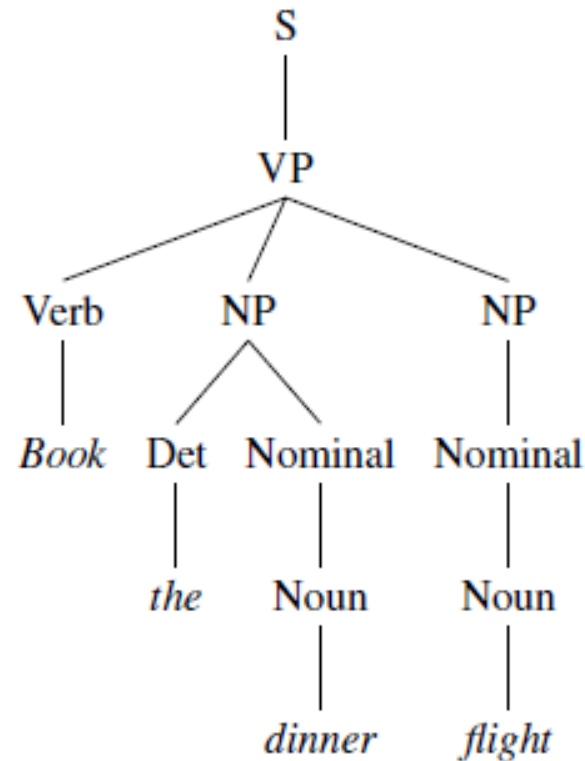 S
VP
Verb NP NP
Book Det Nominal Nominal
the Noun Noun
dinner flight